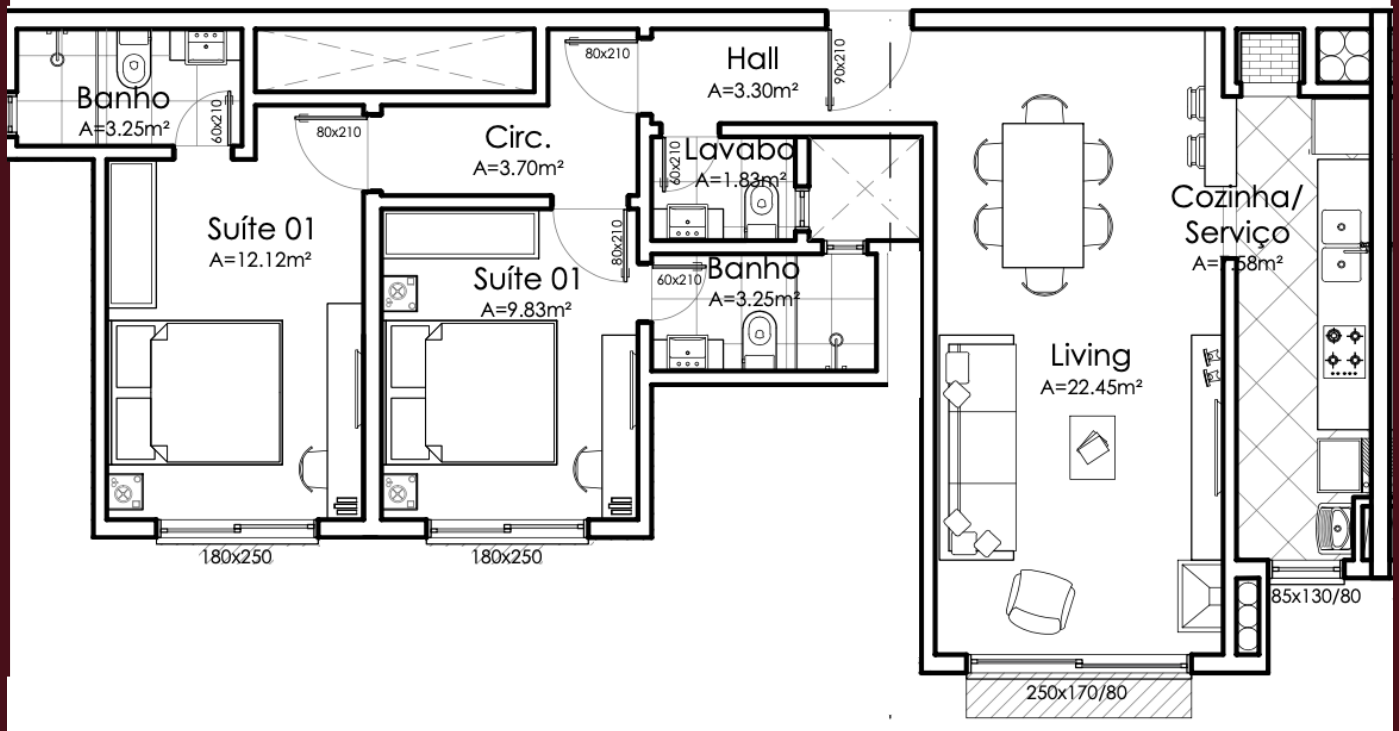 Banho
A=3.25m²
60x210
80x210
80x210
Hall
A=3.30m²
90x210
Circ.
A=3.70m²
60x210
Lavabo
A=1.83m²
Cozinha/
Serviço
Suíte 01
A=12.12m²
Suíte 01
A=9.83m²
80x210
60x210
Banho
A=3.25m²
Living
A=22.45m²
180x250
180x250
85x130/80
250x170/80